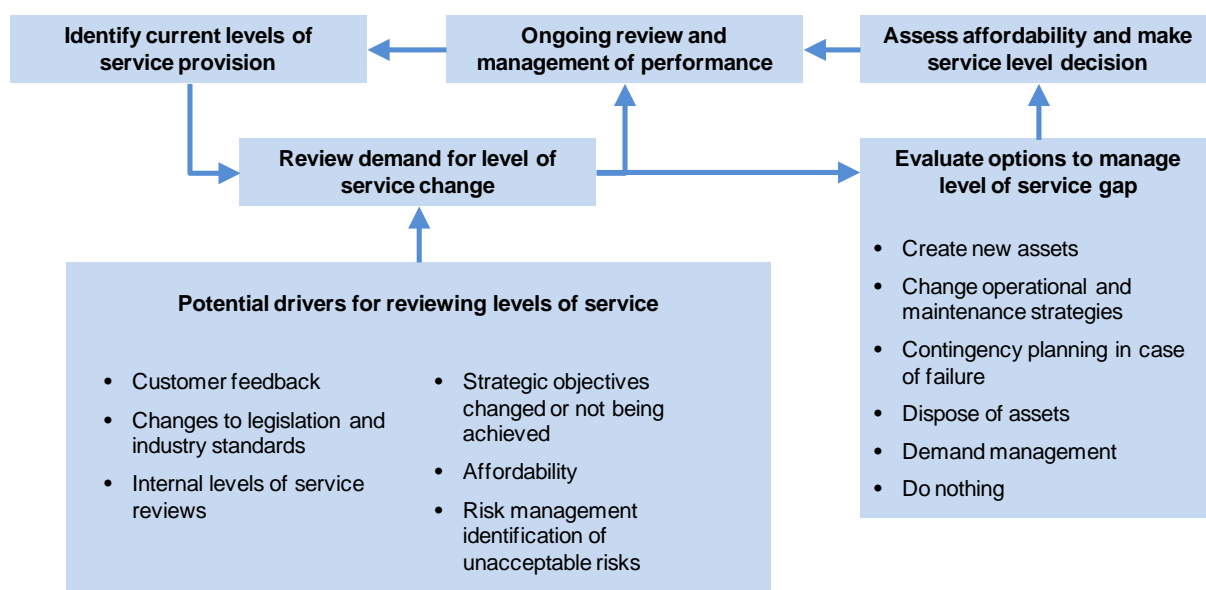 Identify current levels of
service provision
Ongoing review and
management of performance
Assess affordability and make
service level decision
Review demand for level of
service change
Evaluate options to manage
level of service gap
• Create new assets
• Change operational and
maintenance strategies
• Contingency planning in case
of failure
• Dispose of assets
• Demand management
• Do nothing
Potential drivers for reviewing levels of service
• Customer feedback
• Changes to legislation and
industry standards
• Internal levels of service
reviews
• Strategic objectives
changed or not being
achieved
• Affordability
• Risk management
identification of
unacceptable risks